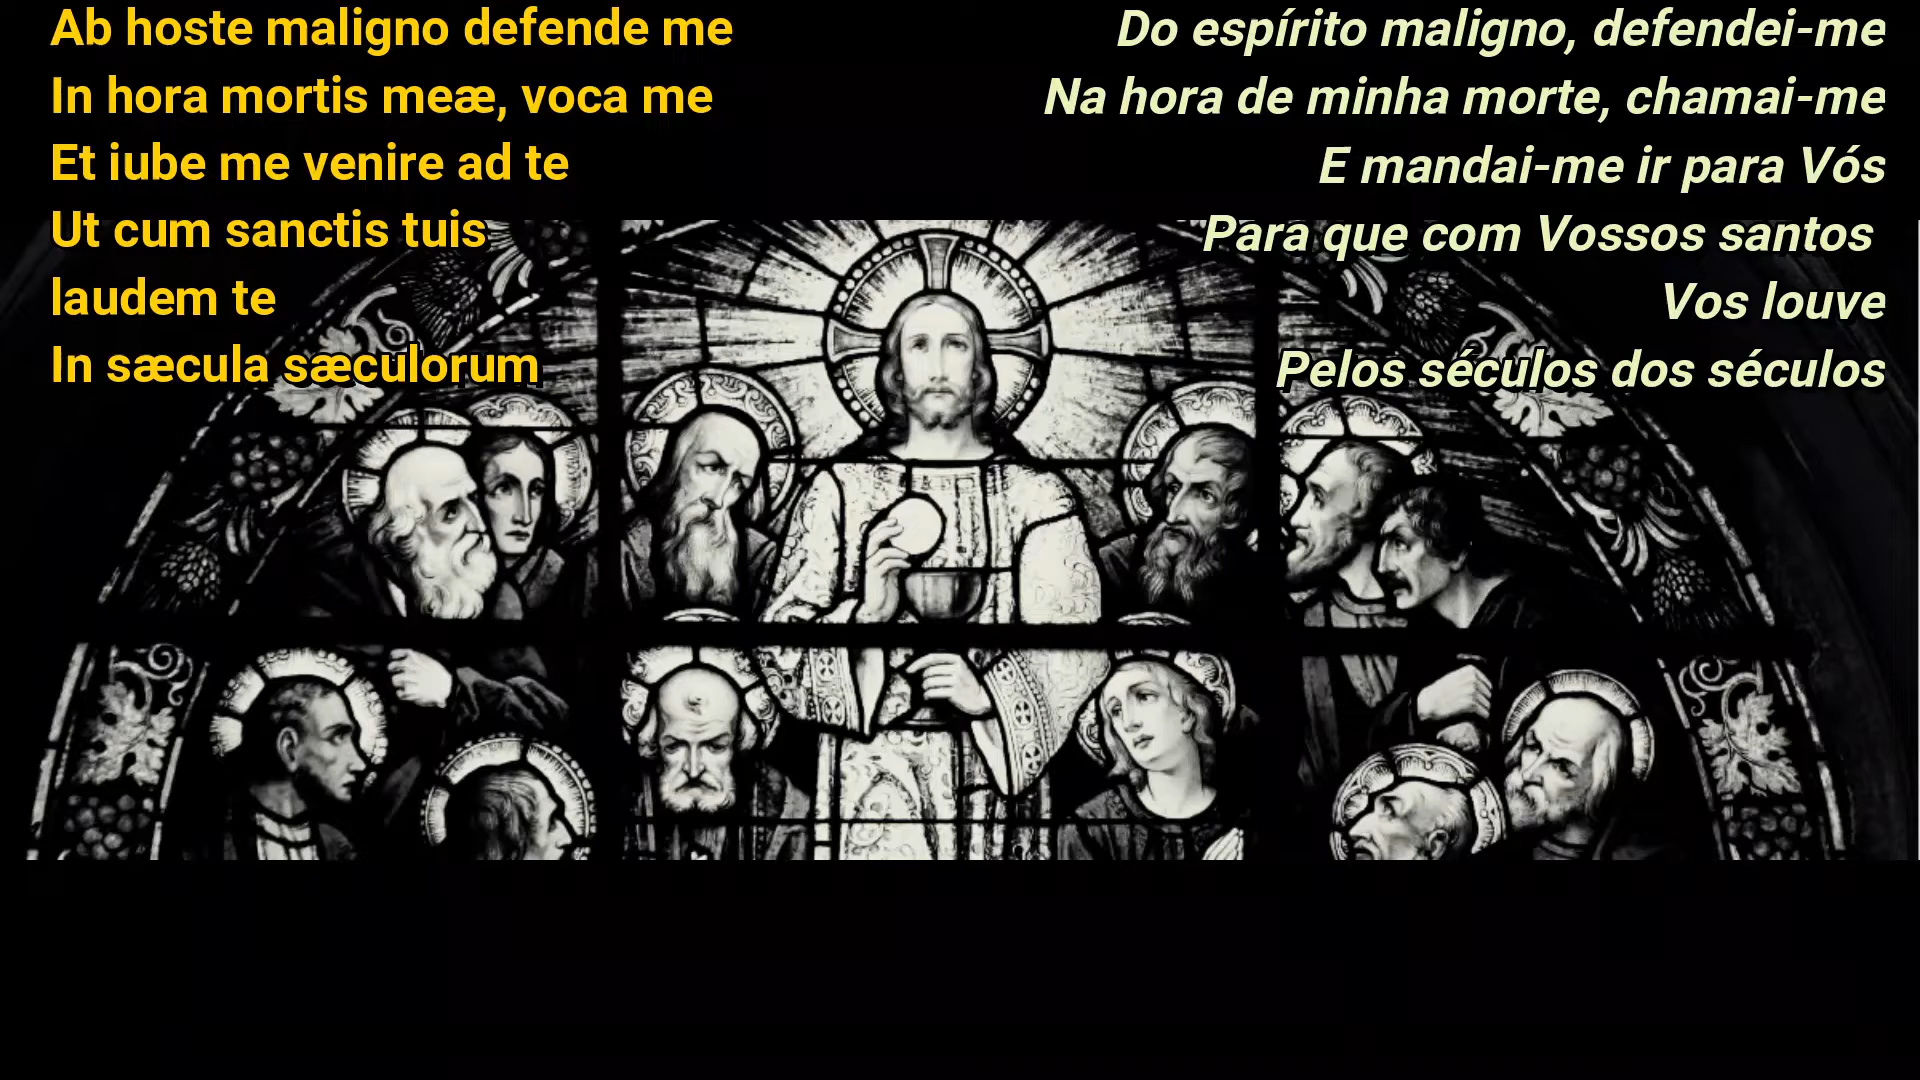 Ab hoste maligno defende me
In hora mortis meæ, voca me
Et iube me venire ad te
Ut cum sanctis tuis
laudem te
In sæcula sæculorum
Do espírito maligno, defendei-me
Na hora de minha morte, chamai-me
E mandai-me ir para Vós
Para que com Vossos santos
Vos louve
Pelos séculos dos séculos